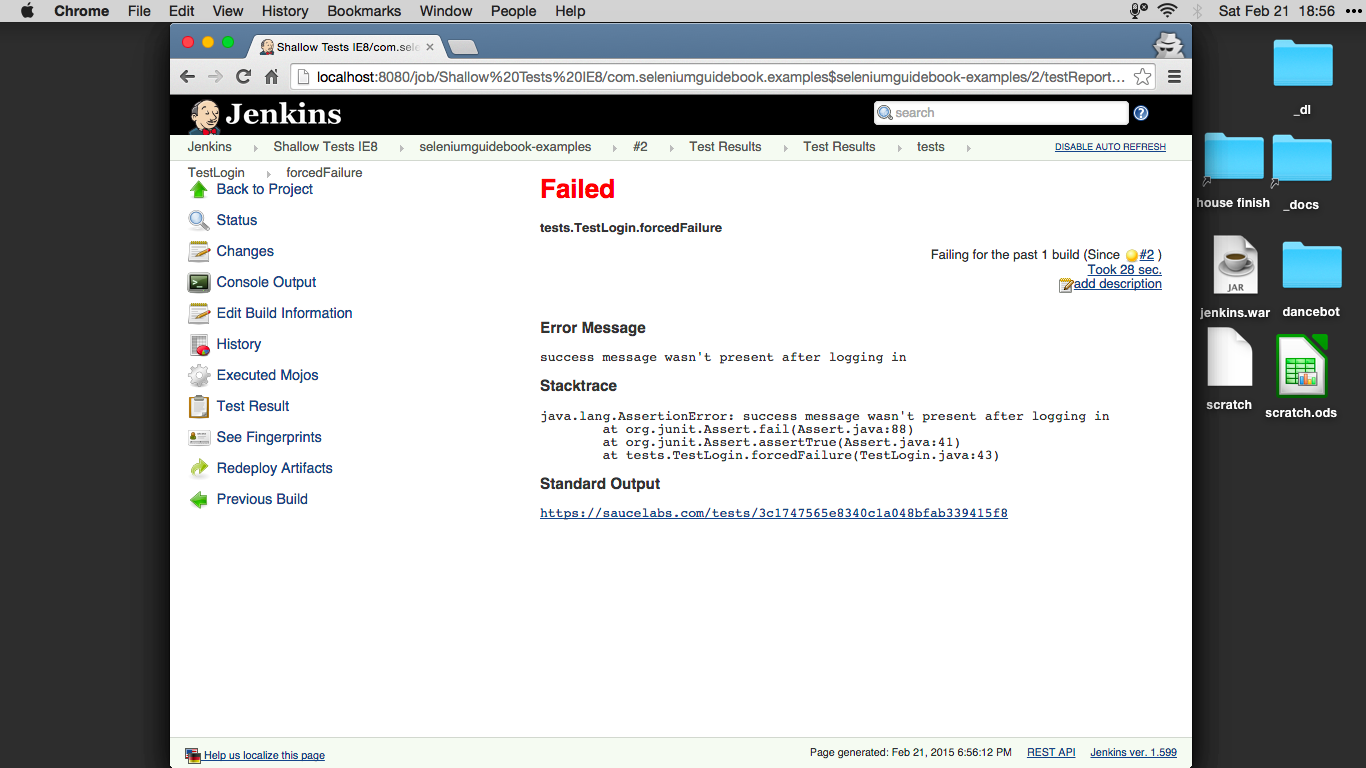 Chrome File Edit View History Bookmarks Window People Help Sat Feb 21 18:56
Shallow Tests IE8/com.sele
localhost:8080/job/Shallow%20Tests%20IE8/com.seleniumguidebook.examples$seleniumguidebook-examples/2/testReport...
Jenkins
search
?
Jenkins Shallow Tests IE8 seleniumguidebook-examples #2 Test Results Test Results tests
DISABLE AUTO REFRESH
TestLogin forcedFailure
Back to Project
Status
Changes
Console Output
Edit Build Information
History
Executed Mojos
Test Result
See Fingerprints
Redeploy Artifacts
Previous Build
Failed
tests.TestLogin.forcedFailure
Failing for the past 1 build (Since #2 )
Took 28 sec.
add description
Error Message
success message wasn't present after logging in
Stacktrace
java.lang.AssertionError: success message wasn't present after logging in
at org.junit.Assert.fail(Assert.java:88)
at org.junit.Assert.assertTrue(Assert.java:41)
at tests.TestLogin.forcedFailure(TestLogin.java:43)
Standard Output
https://saucelabs.com/tests/3c1747565e8340c1a048bfab339415f8
Help us localize this page
Page generated: Feb 21, 2015 6:56:12 PM REST API Jenkins ver. 1.599
_dl
house finish _docs
JAR
jenkins.war dancebot
scratch
scratch.ods